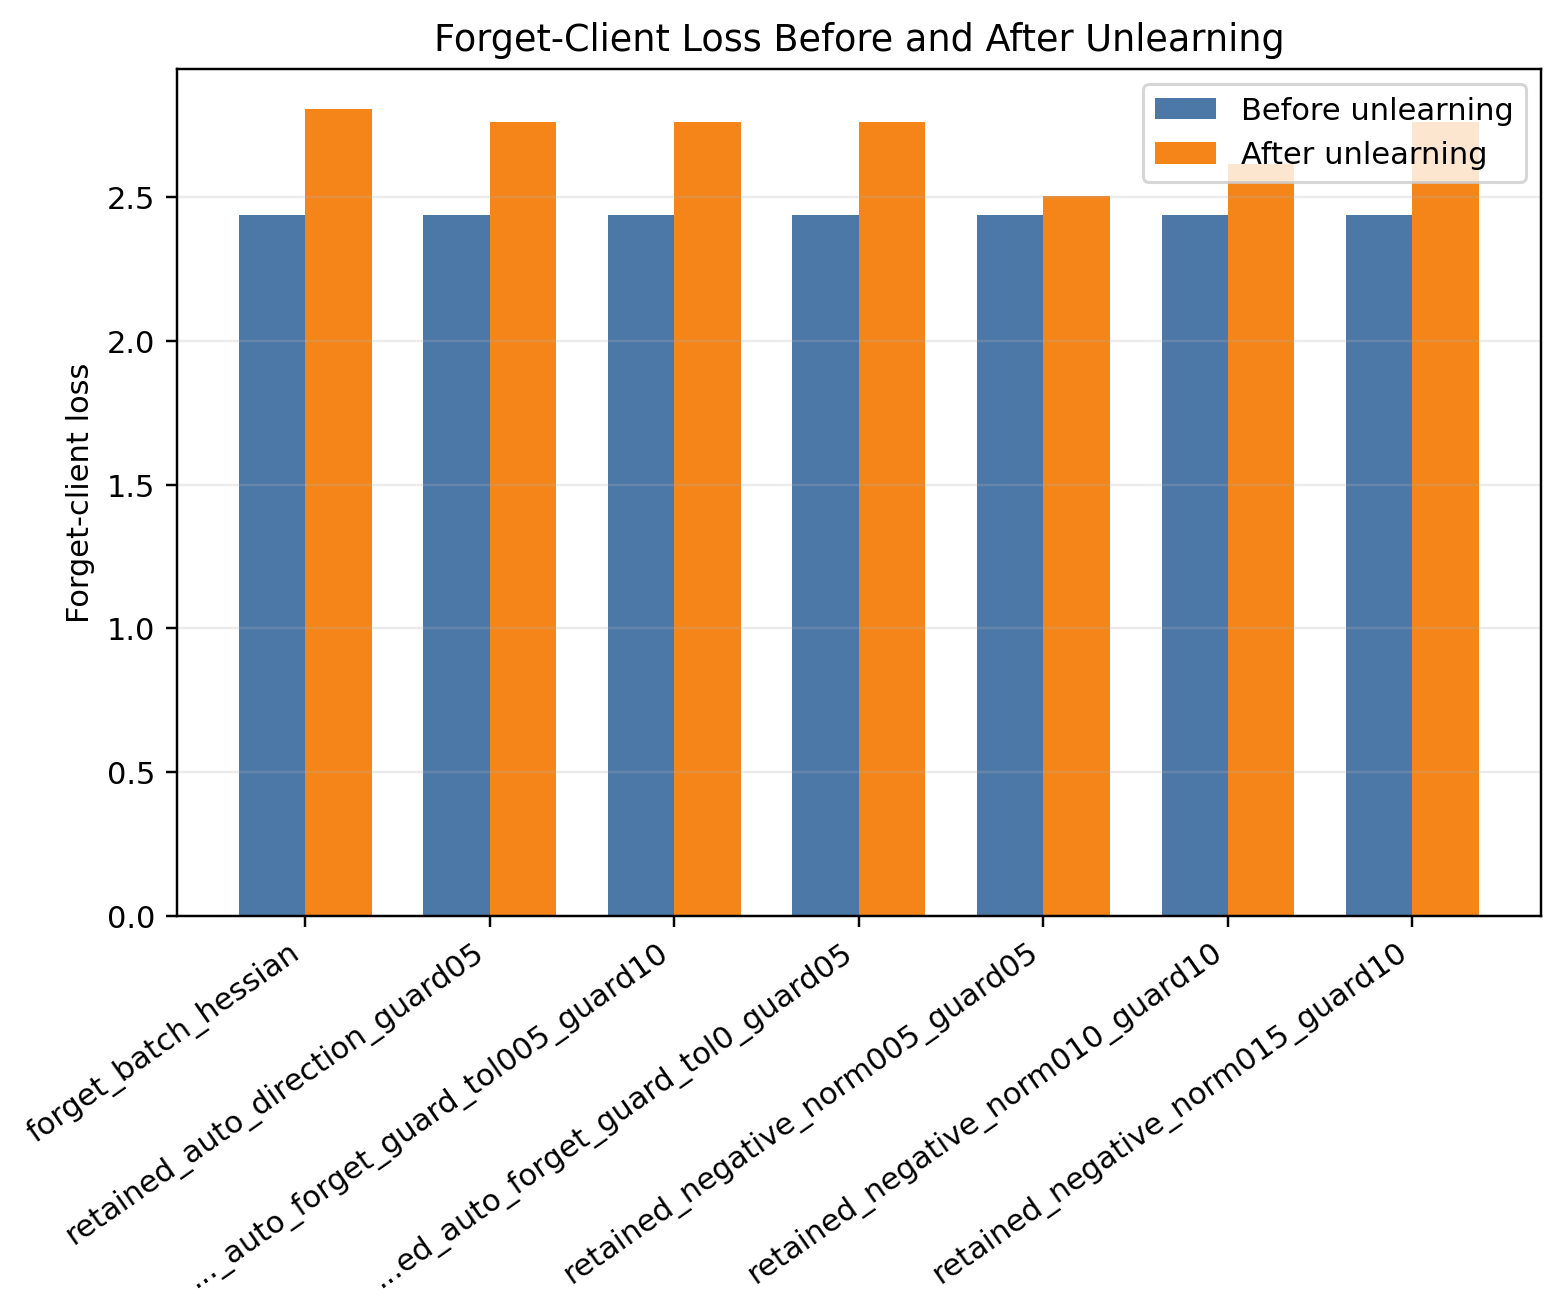 Forget-Client Loss Before and After Unlearning
Before unlearning
After unlearning
Forget-client loss
2.5
2.0
1.5
1.0
0.5
0.0
forget_batch_hessian
retained_auto_direction_guard05
..._auto_forget_guard_tol005_guard10
...ed_auto_forget_guard_tol0_guard05
retained_negative_norm005_guard05
retained_negative_norm010_guard10
retained_negative_norm015_guard10